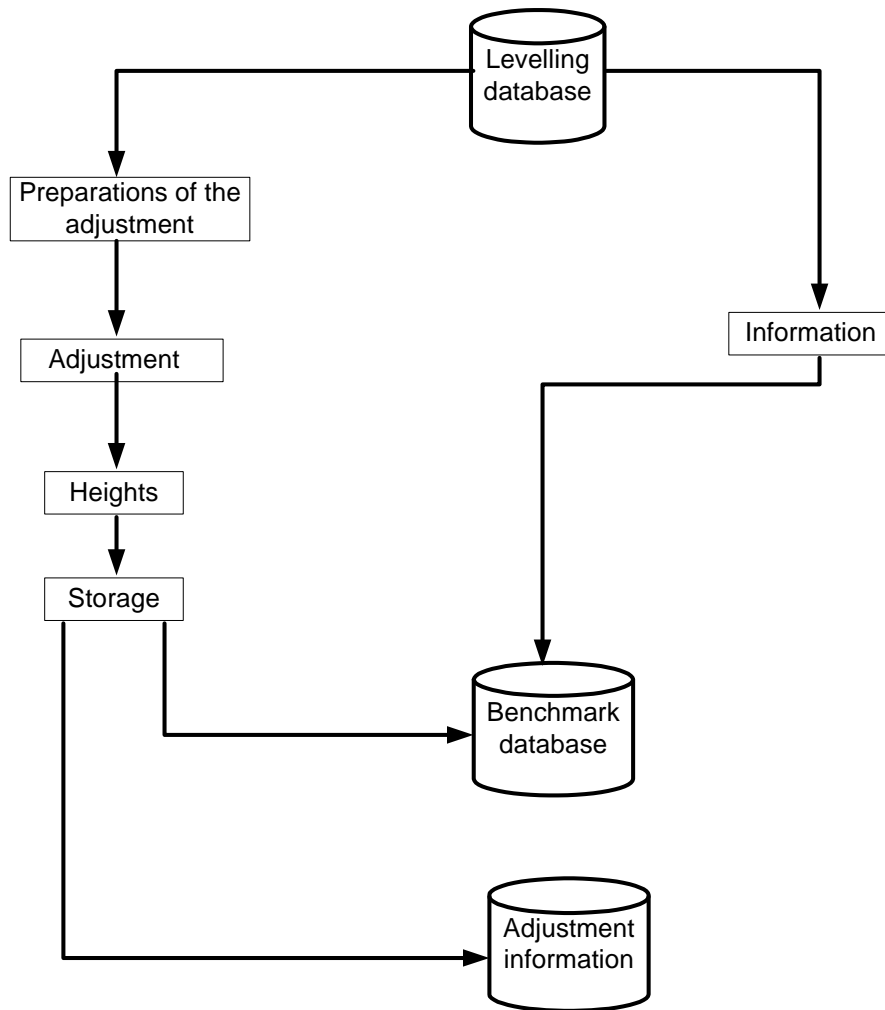 Levelling
database
Preparations of the
adjustment
Information
Adjustment
Heights
Storage
Benchmark
database
Adjustment
information